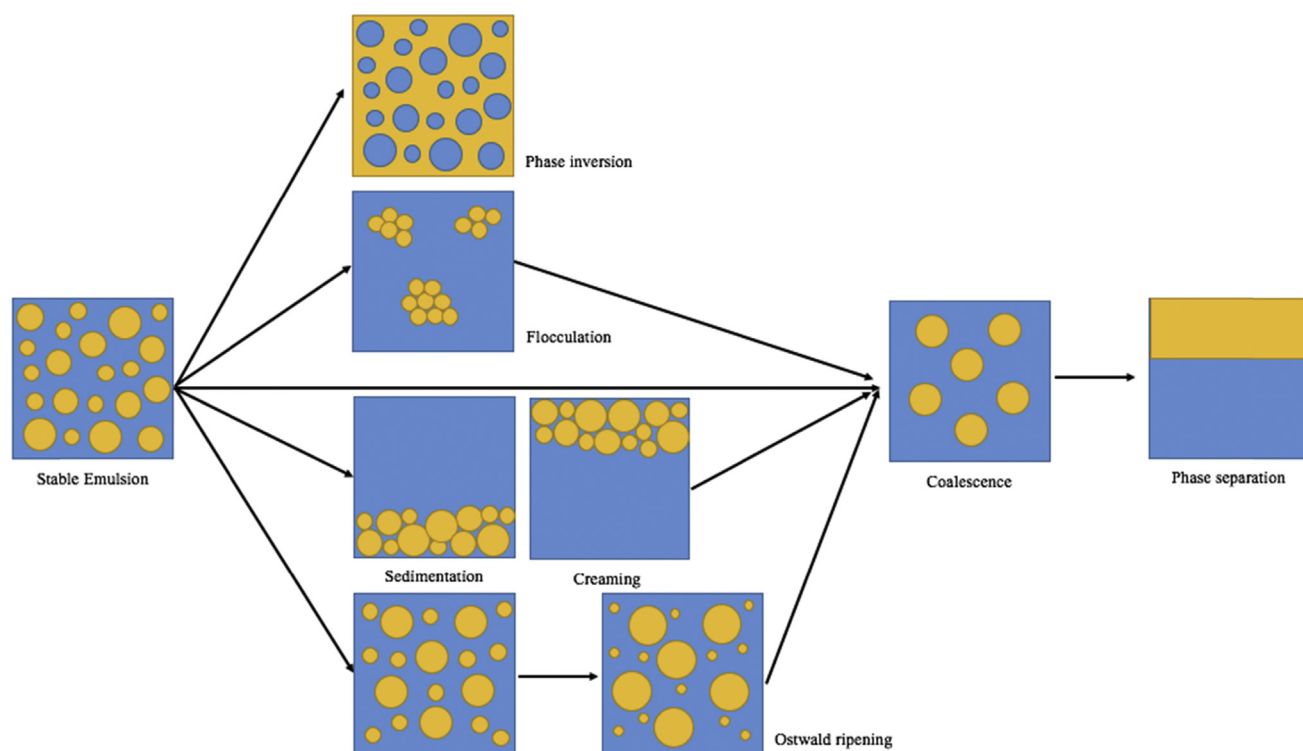 Phase inversion
Flocculation
Stable Emulsion
Sedimentation
Creaming
Coalescence
Phase separation
Ostwald ripening